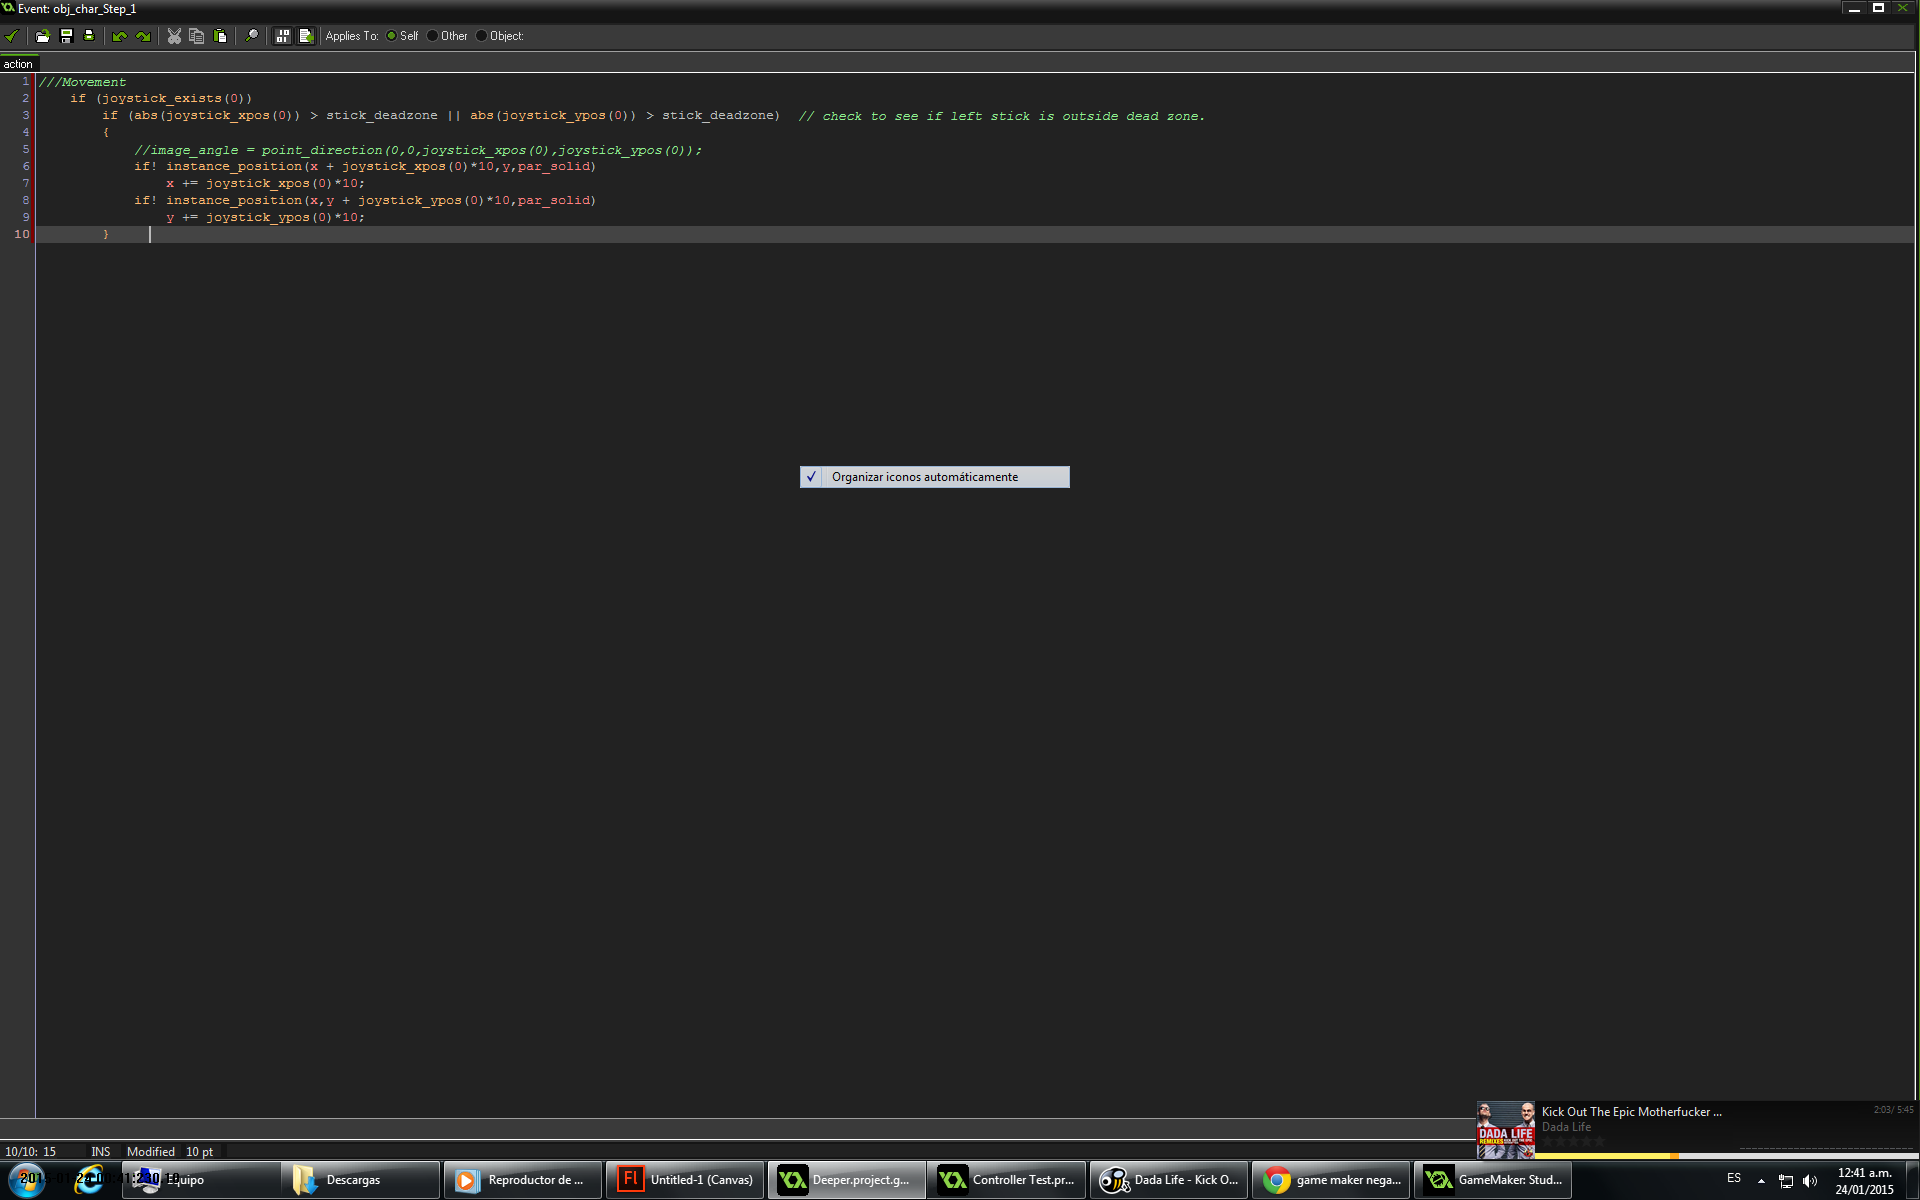 Event: obj_char_Step_1
Applies To: Self Other Object:
action
1 ///Movement
2 if (joystick_exists(0))
3 if (abs(joystick_xpos(0)) > stick_deadzone || abs(joystick_ypos(0)) > stick_deadzone) // check to see if left stick is outside dead zone.
4 {
5 //image_angle = point_direction(0,0,joystick_xpos(0),joystick_ypos(0));
6 if! instance_position(x + joystick_xpos(0)*10,y,par_solid)
7 x += joystick_xpos(0)*10;
8 if! instance_position(x,y + joystick_ypos(0)*10,par_solid)
9 y += joystick_ypos(0)*10;
10 }
✓ Organizar iconos automáticamente
Kick Out The Epic Motherfucker ... 2:03/ 5:45
Dada Life
DADA LIFE
10/10: 15 INS Modified 10 pt
Equipo Descargas Reproductor de ... Untitled-1 (Canvas) Deeper.project.g... Controller Test.pr... Dada Life - Kick O... game maker nega... GameMaker: Stud... ES 12:41 a.m.
24/01/2015